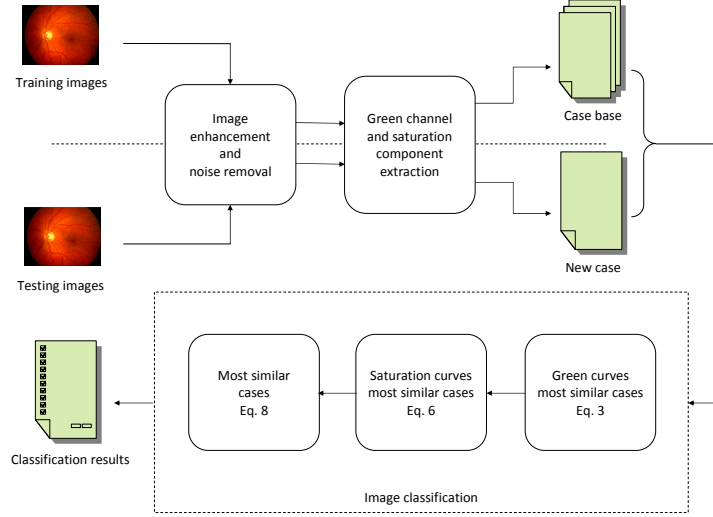 Training images
Image
enhancement
and
noise removal
Green channel
and saturation
component
extraction
Case base
Testing images
New case
Most similar
cases
Eq. 8
Saturation curves
most similar cases
Eq. 6
Green curves
most similar cases
Eq. 3
Classification results
Image classification